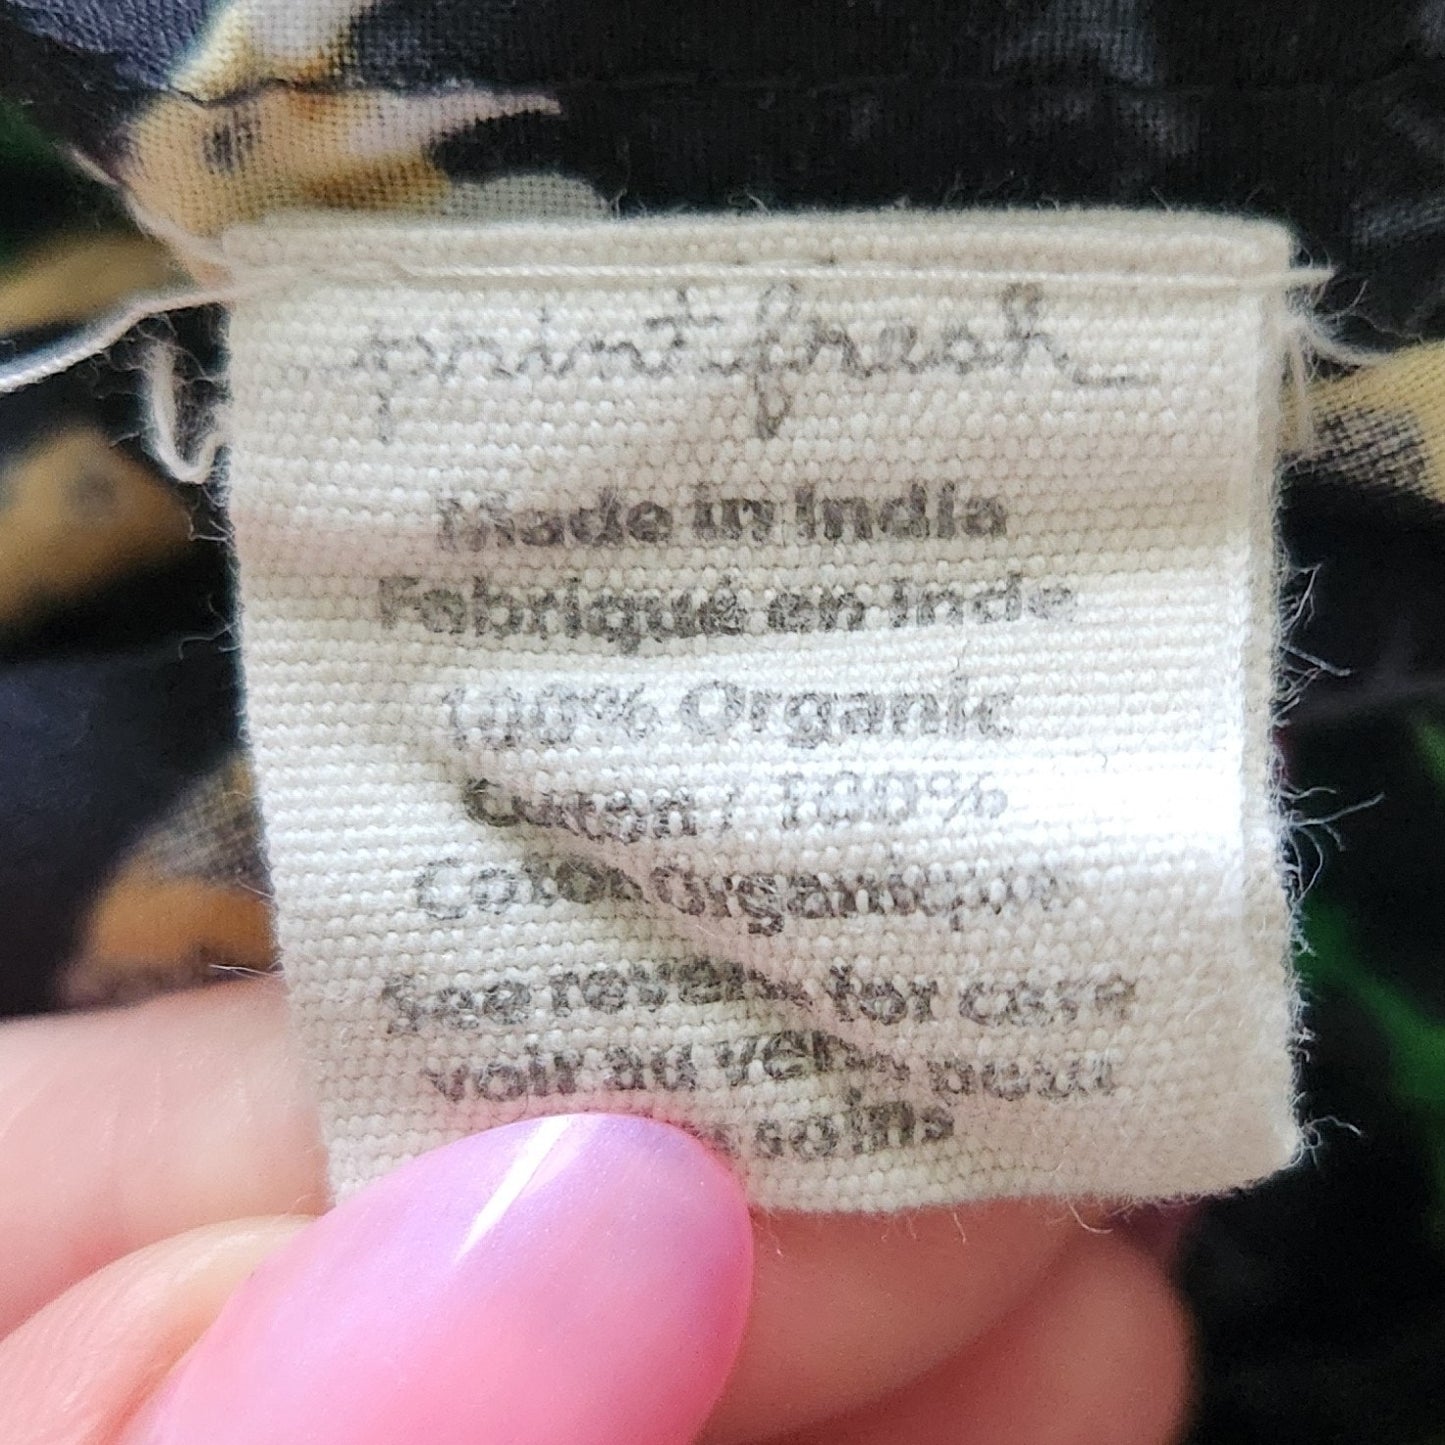 printfresh
Made in India
Fabriqué en Inde
100% Organic
Cotton / 100%
Coton Organique
See reverse for care
voir au verso pour
soins